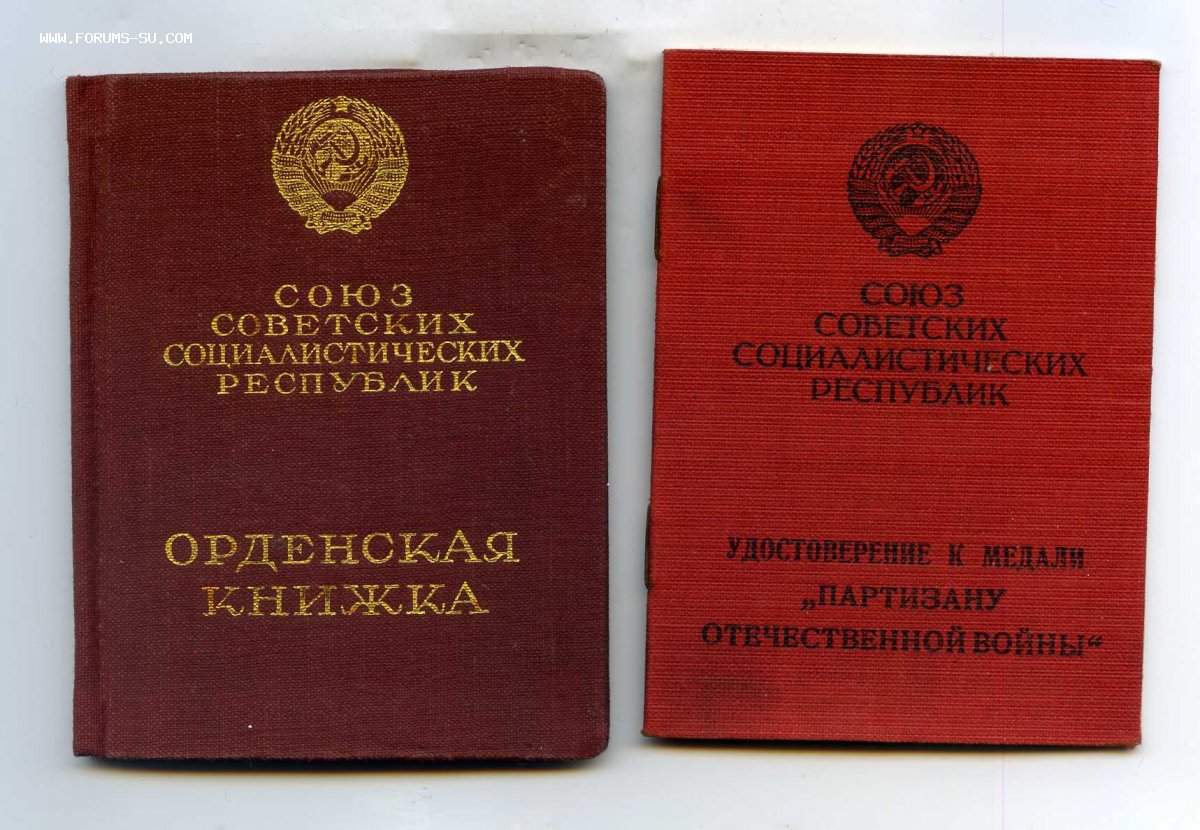 WWW.FORUMS-SU.COM
СОЮЗ
СОВЕТСКИХ
СОЦИАЛИСТИЧЕСКИХ
РЕСПУБЛИК
ОРДЕНСКАЯ
КНИЖКА
СОЮЗ
СОВЕТСКИХ
СОЦИАЛИСТИЧЕСКИХ
РЕСПУБЛИК
УДОСТОВЕРЕНИЕ К МЕДАЛИ
„ПАРТИЗАНУ
ОТЕЧЕСТВЕННОЙ ВОЙНЫ“